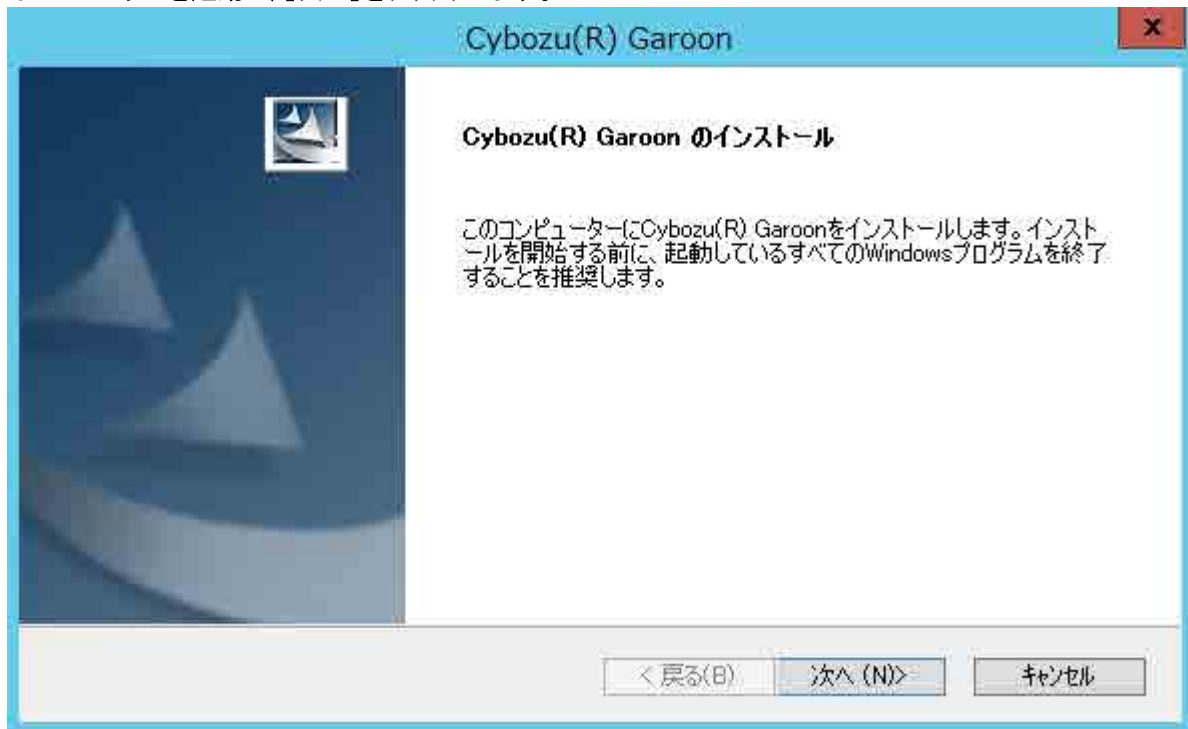 Cybozu(R) Garoon
Cybozu(R) Garoon のインストール
このコンピューターにCybozu(R) Garoonをインストールします。インスト
ールを開始する前に、起動しているすべてのWindowsプログラムを終了
することを推奨します。
< 戻る(B)
次へ (N)>
キャンセル